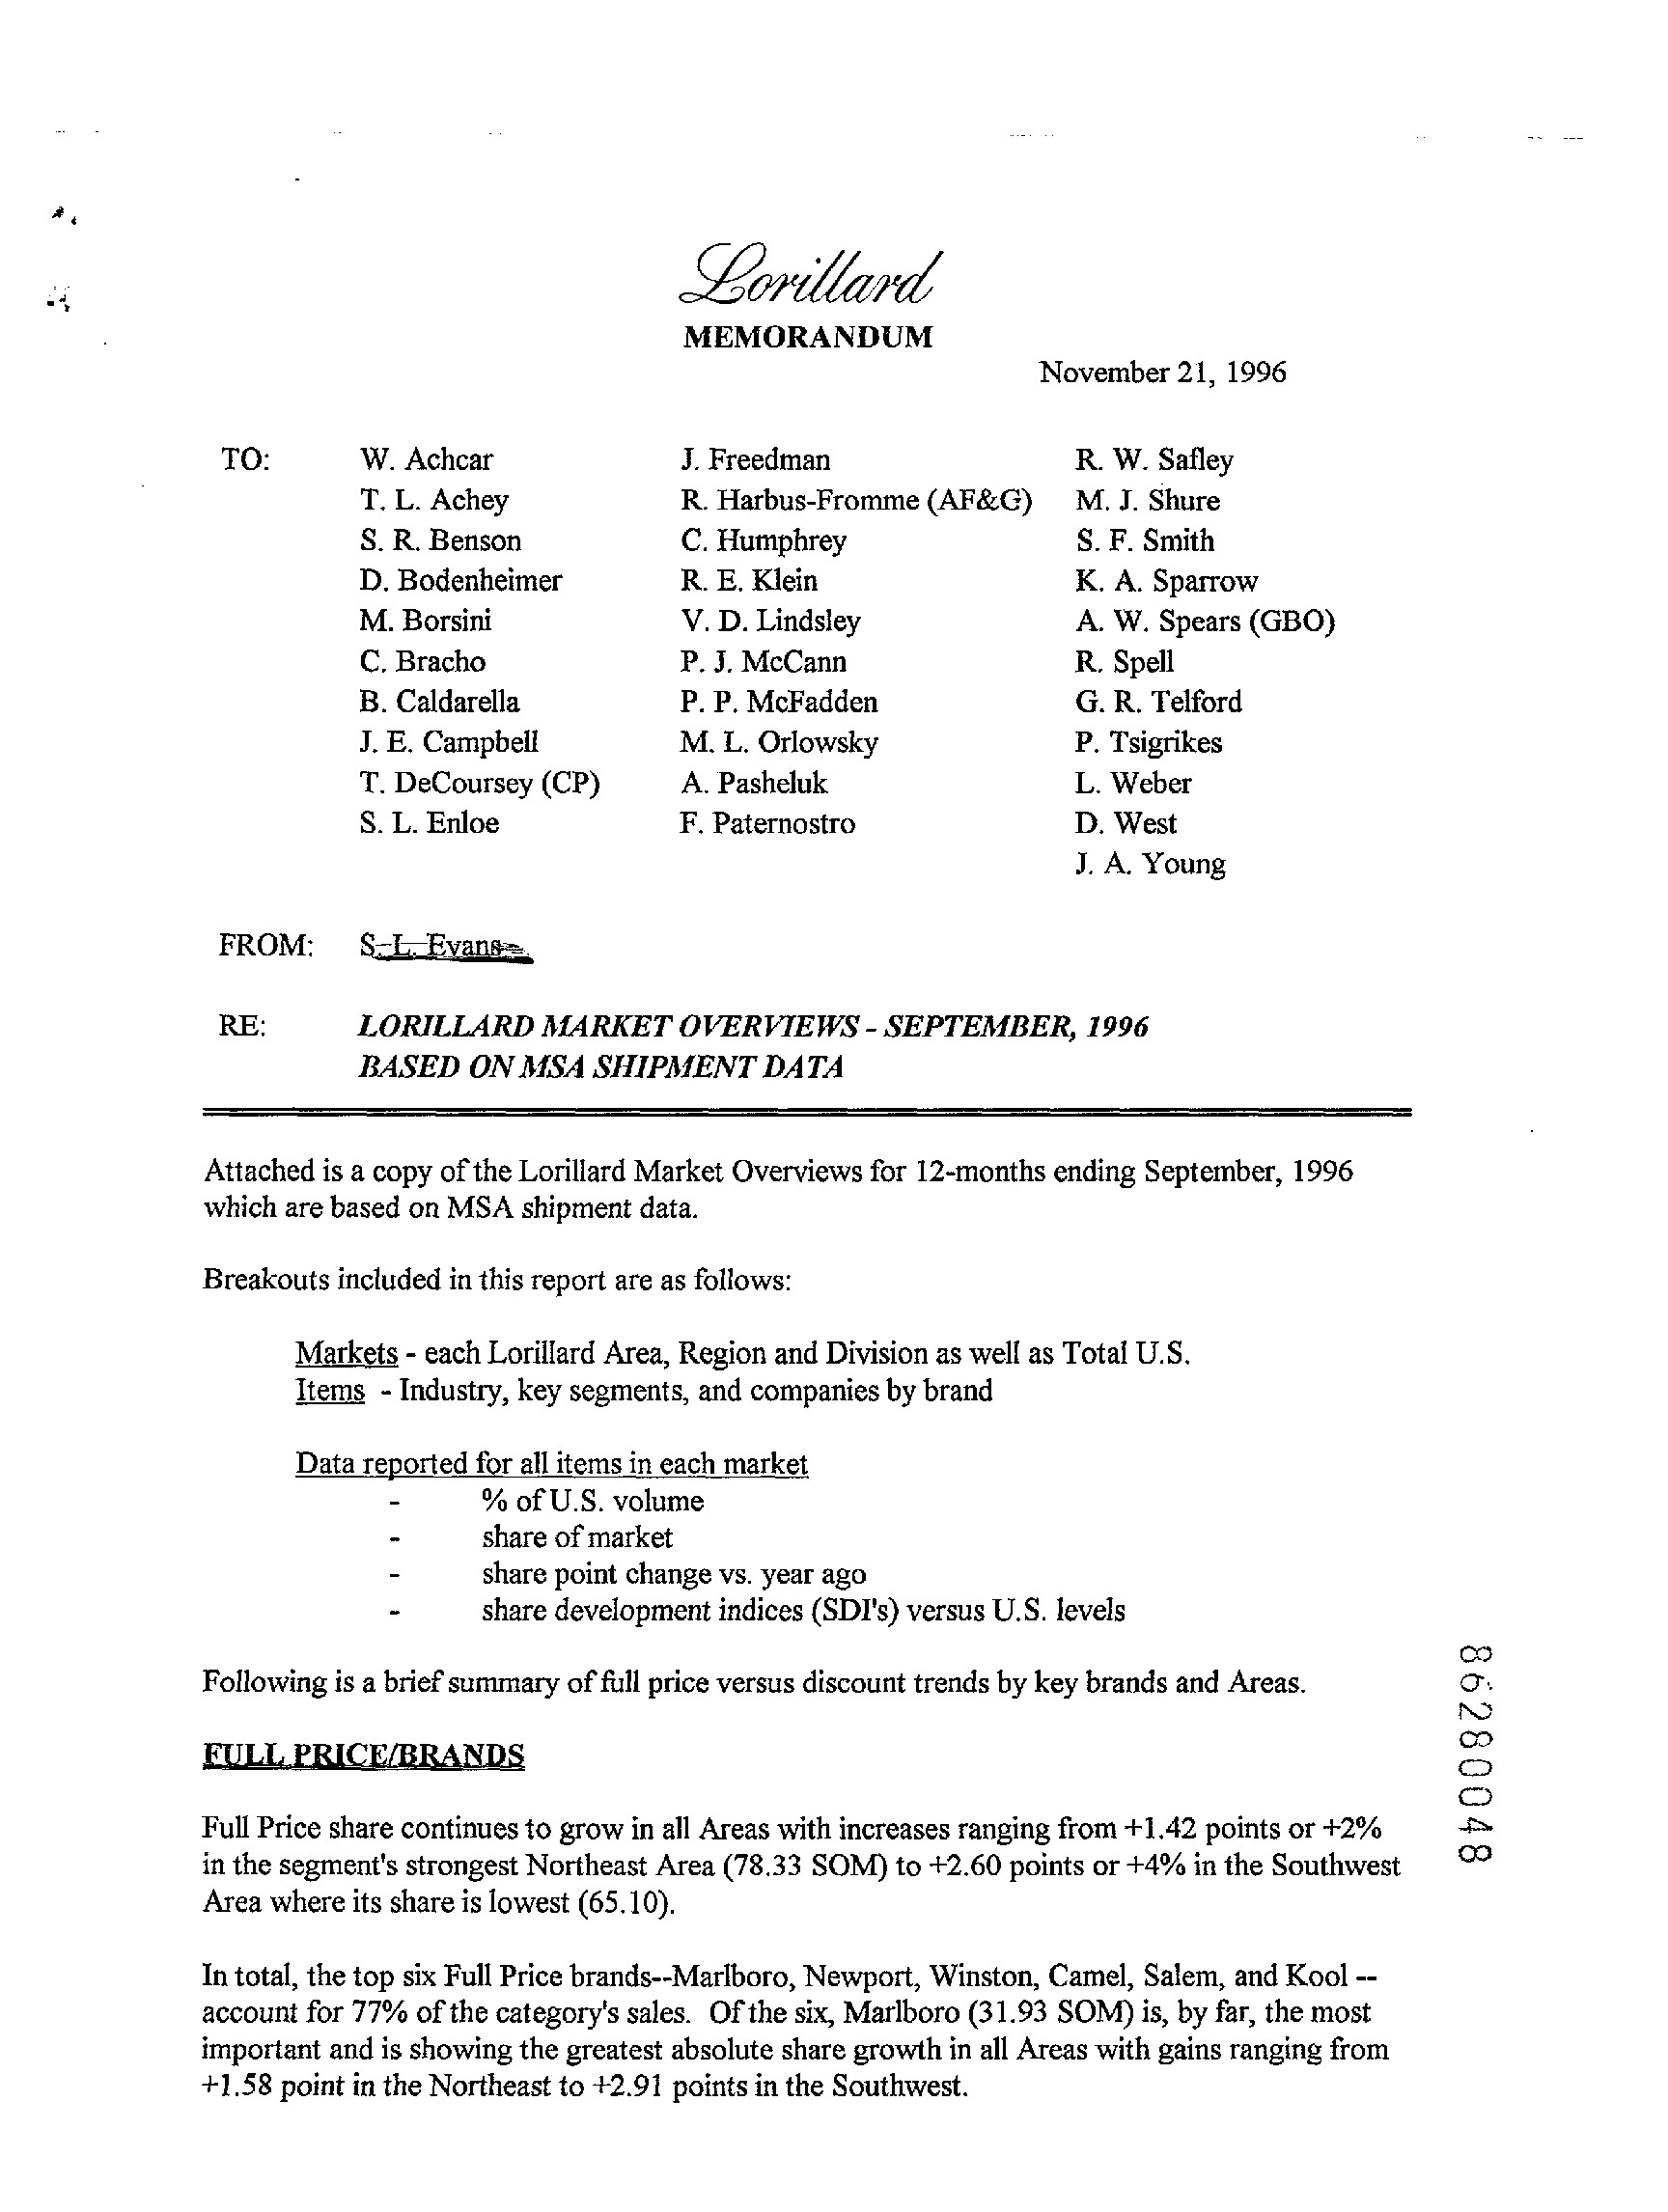 Lorillard
MEMORANDUM
November 21, 1996
TO: W. Achcar J. Freedman R. W. Safley
T. L. Achey R. Harbus-Fromme (AF&G) M. J. Shure
S. R. Benson C. Humphrey S. F. Smith
D. Bodenheimer R. E. Klein K. A. Sparrow
M. Borsini V. D. Lindsley A. W. Spears (GBO)
C. Bracho P. J. McCann R. Spell
B. Caldarella P. P. McFadden G. R. Telford
J. E. Campbell M. L. Orlowsky P. Tsigrikes
T. DeCoursey (CP) A. Pasheluk L. Weber
S. L. Enloe F. Paternostro D. West
J. A. Young
FROM: S. L. Evans
RE: LORILLARD MARKET OVERVIEWS - SEPTEMBER, 1996
BASED ON MSA SHIPMENT DATA
Attached is a copy of the Lorillard Market Overviews for 12-months ending September, 1996
which are based on MSA shipment data.
Breakouts included in this report are as follows:
Markets - each Lorillard Area, Region and Division as well as Total U.S.
Items - Industry, key segments, and companies by brand
Data reported for all items in each market
- % of U.S. volume
- share of market
- share point change vs. year ago
- share development indices (SDI's) versus U.S. levels
Following is a brief summary of full price versus discount trends by key brands and Areas.
FULL PRICE/BRANDS
Full Price share continues to grow in all Areas with increases ranging from +1.42 points or +2%
in the segment's strongest Northeast Area (78.33 SOM) to +2.60 points or +4% in the Southwest
Area where its share is lowest (65.10).
In total, the top six Full Price brands--Marlboro, Newport, Winston, Camel, Salem, and Kool --
account for 77% of the category's sales. Of the six, Marlboro (31.93 SOM) is, by far, the most
important and is showing the greatest absolute share growth in all Areas with gains ranging from
+1.58 point in the Northeast to +2.91 points in the Southwest.
86280048